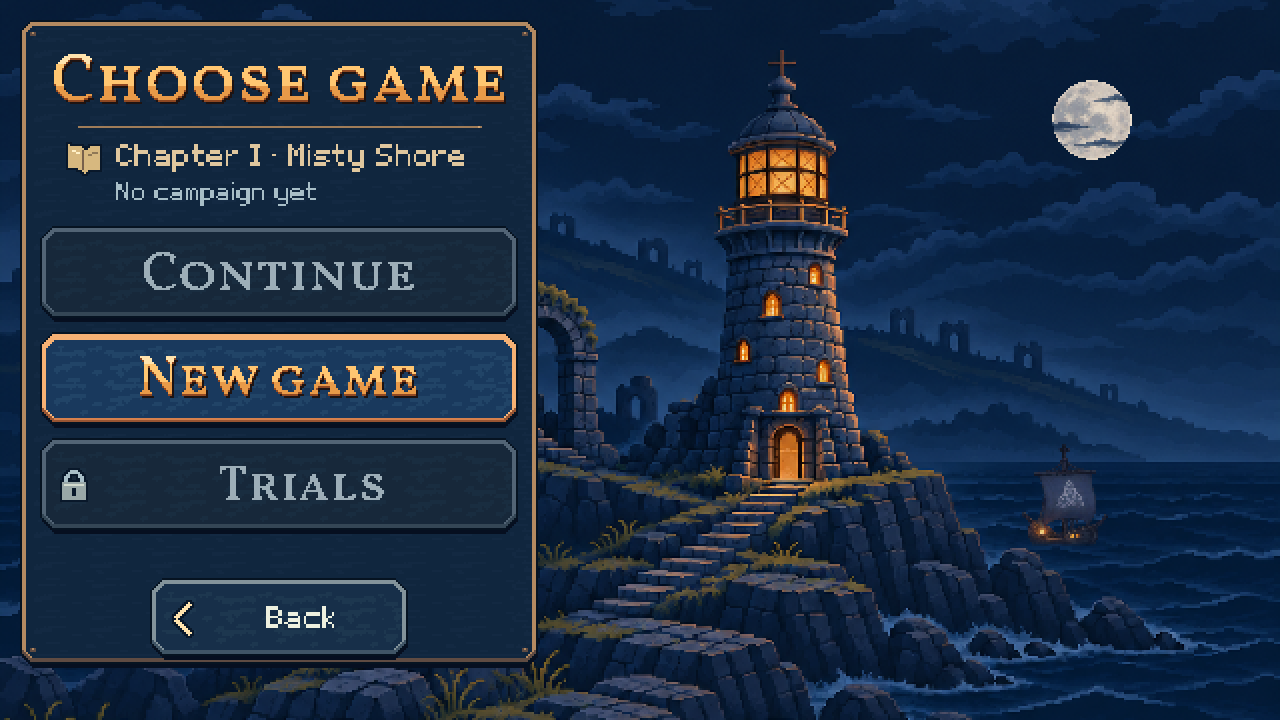 Choose game
Chapter I · Misty Shore
No campaign yet
Continue
New game
Trials
Back